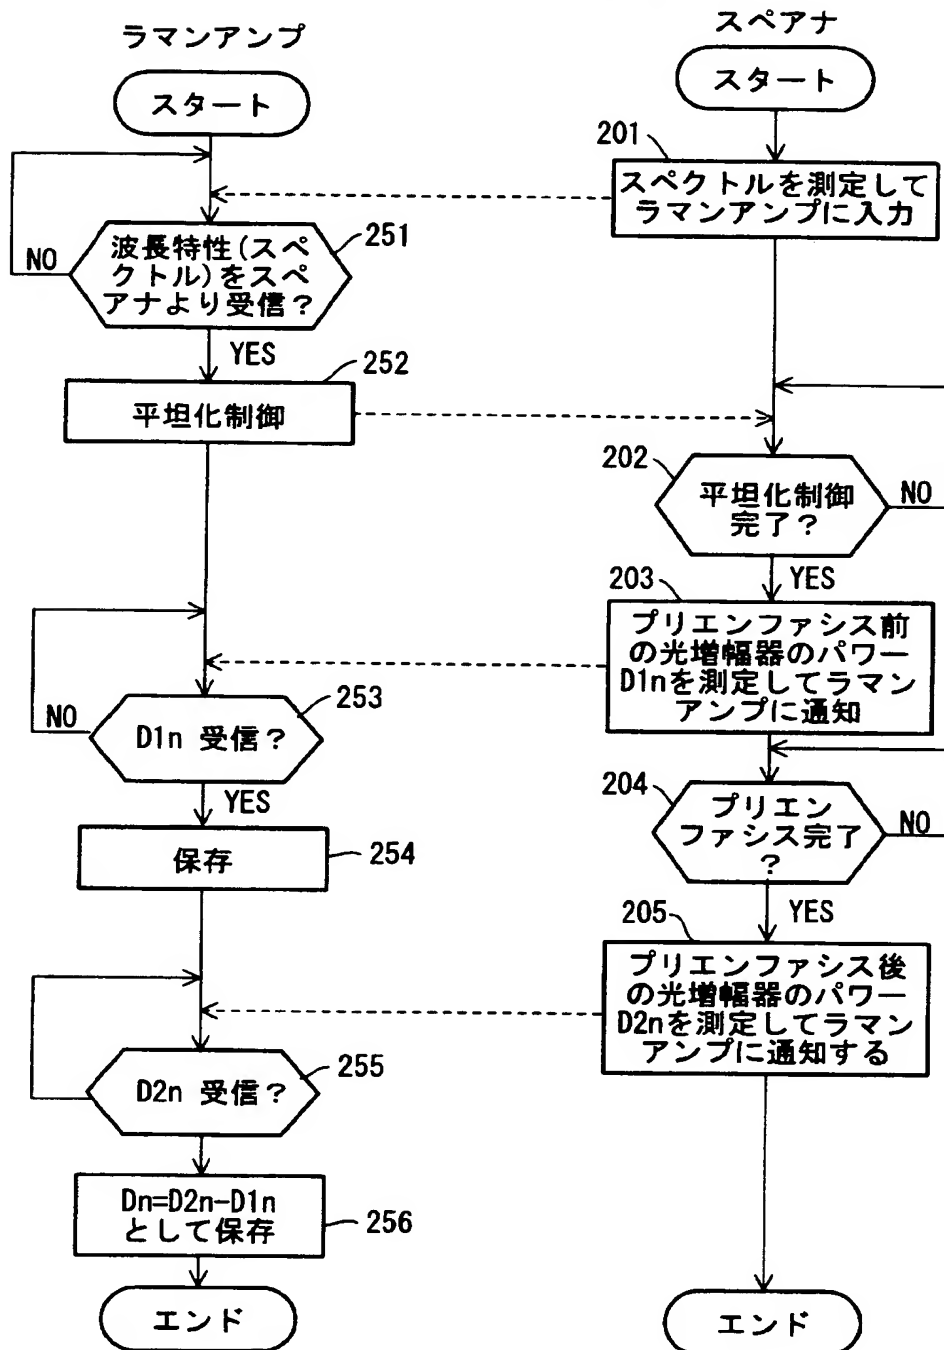 ラマンアンプ
スタート
NO
波長特性(スペ
クトル)をスペ
アナより受信?
251
YES
252
平坦化制御
NO
D1n 受信?
253
YES
保存
254
D2n 受信?
255
Dn=D2n-D1n
として保存
256
エンド
スペアナ
スタート
201
スペクトルを測定して
ラマンアンプに入力
202
平坦化制御
完了?
NO
YES
203
プリエンファシス前
の光増幅器のパワー
D1nを測定してラマン
アンプに通知
204
プリエン
ファシス完了
?
NO
YES
205
プリエンファシス後
の光増幅器のパワー
D2nを測定してラマン
アンプに通知する
エンド